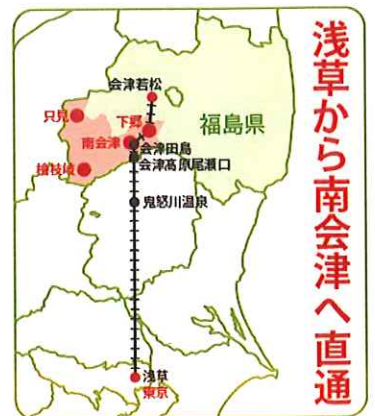 浅草から南会津へ直通
福島県
会津若松
只見
下郷
南会津
会津田島
会津高原尾瀬口
檜枝岐
鬼怒川温泉
浅草
東京